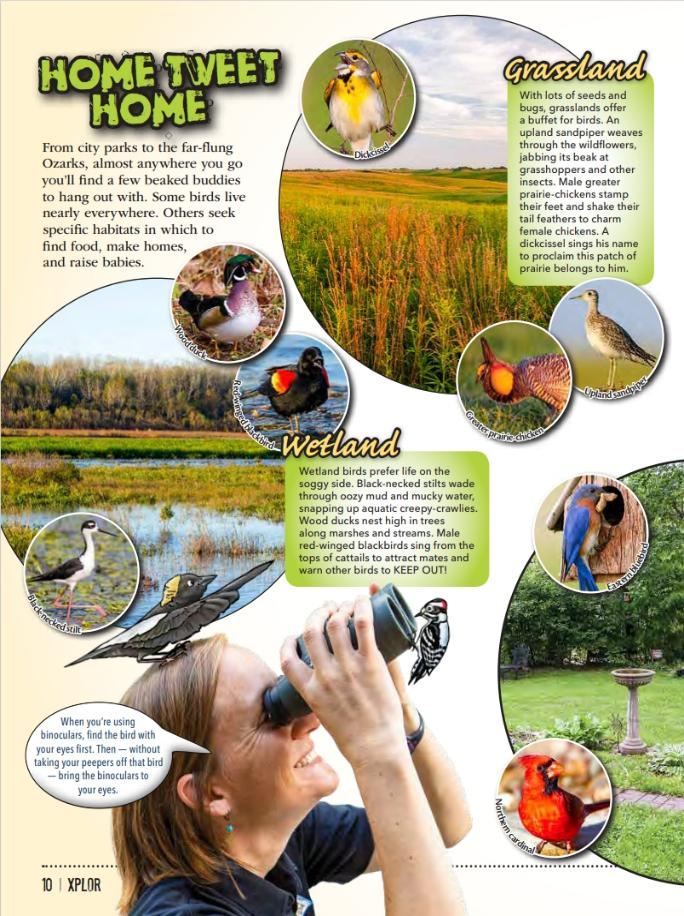 HOME TWEET
HOME
From city parks to the far-flung
Ozarks, almost anywhere you go
you'll find a few beaked buddies
to hang out with. Some birds live
nearly everywhere. Others seek
specific habitats in which to
find food, make homes,
and raise babies.
Dickcissel
Grassland
With lots of seeds and
bugs, grasslands offer
a buffet for birds. An
upland sandpiper weaves
through the wildflowers,
jabbing its beak at
grasshoppers and other
insects. Male greater
prairie-chickens stamp
their feet and shake their
tail feathers to charm
female chickens. A
dickcissel sings his name
to proclaim this patch of
prairie belongs to him.
Wood duck
Red-winged blackbird
Greater prairie-chicken
Upland sandpiper
Wetland
Wetland birds prefer life on the
soggy side. Black-necked stilts wade
through oozy mud and mucky water,
snapping up aquatic creepy-crawlies.
Wood ducks nest high in trees
along marshes and streams. Male
red-winged blackbirds sing from the
tops of cattails to attract mates and
warn other birds to KEEP OUT!
Black-necked stilt
Eastern bluebird
When you're using
binoculars, find the bird with
your eyes first. Then — without
taking your peepers off that bird
— bring the binoculars to
your eyes.
Northern cardinal
10 | XPLOR